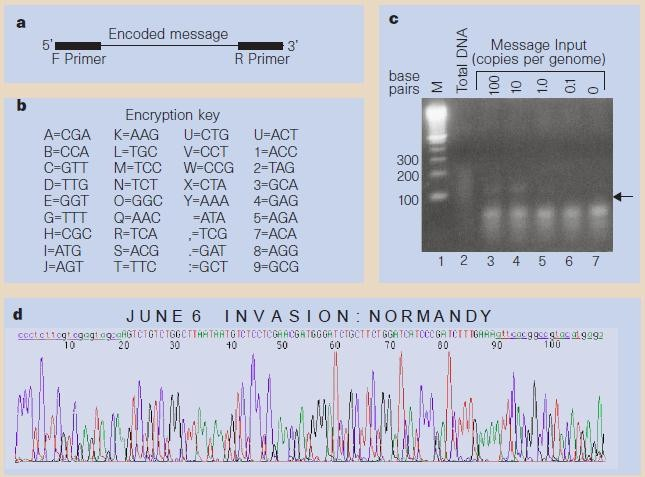 a
Encoded message
5' 3'
F Primer R Primer
b
Encryption key
A=CGA K=AAG U=CTG U=ACT
B=CCA L=TGC V=CCT 1=ACC
C=GTT M=TCC W=CCG 2=TAG
D=TTG N=TCT X=CTA 3=GCA
E=GGT O=GGC Y=AAA 4=GAG
G=TTT Q=AAC =ATA 5=AGA
H=CGC R=TCA ,=TCG 7=ACA
I=ATG S=ACG .=GAT 8=AGG
J=AGT T=TTC :=GCT 9=GCG
c
Message Input
(copies per genome)
base pairs M Total DNA 100 10 1.0 0.1 0
300
200
100
1 2 3 4 5 6 7
d
JUNE 6 INVASION: NORMANDY
10 20 30 40 50 60 70 80 90 100